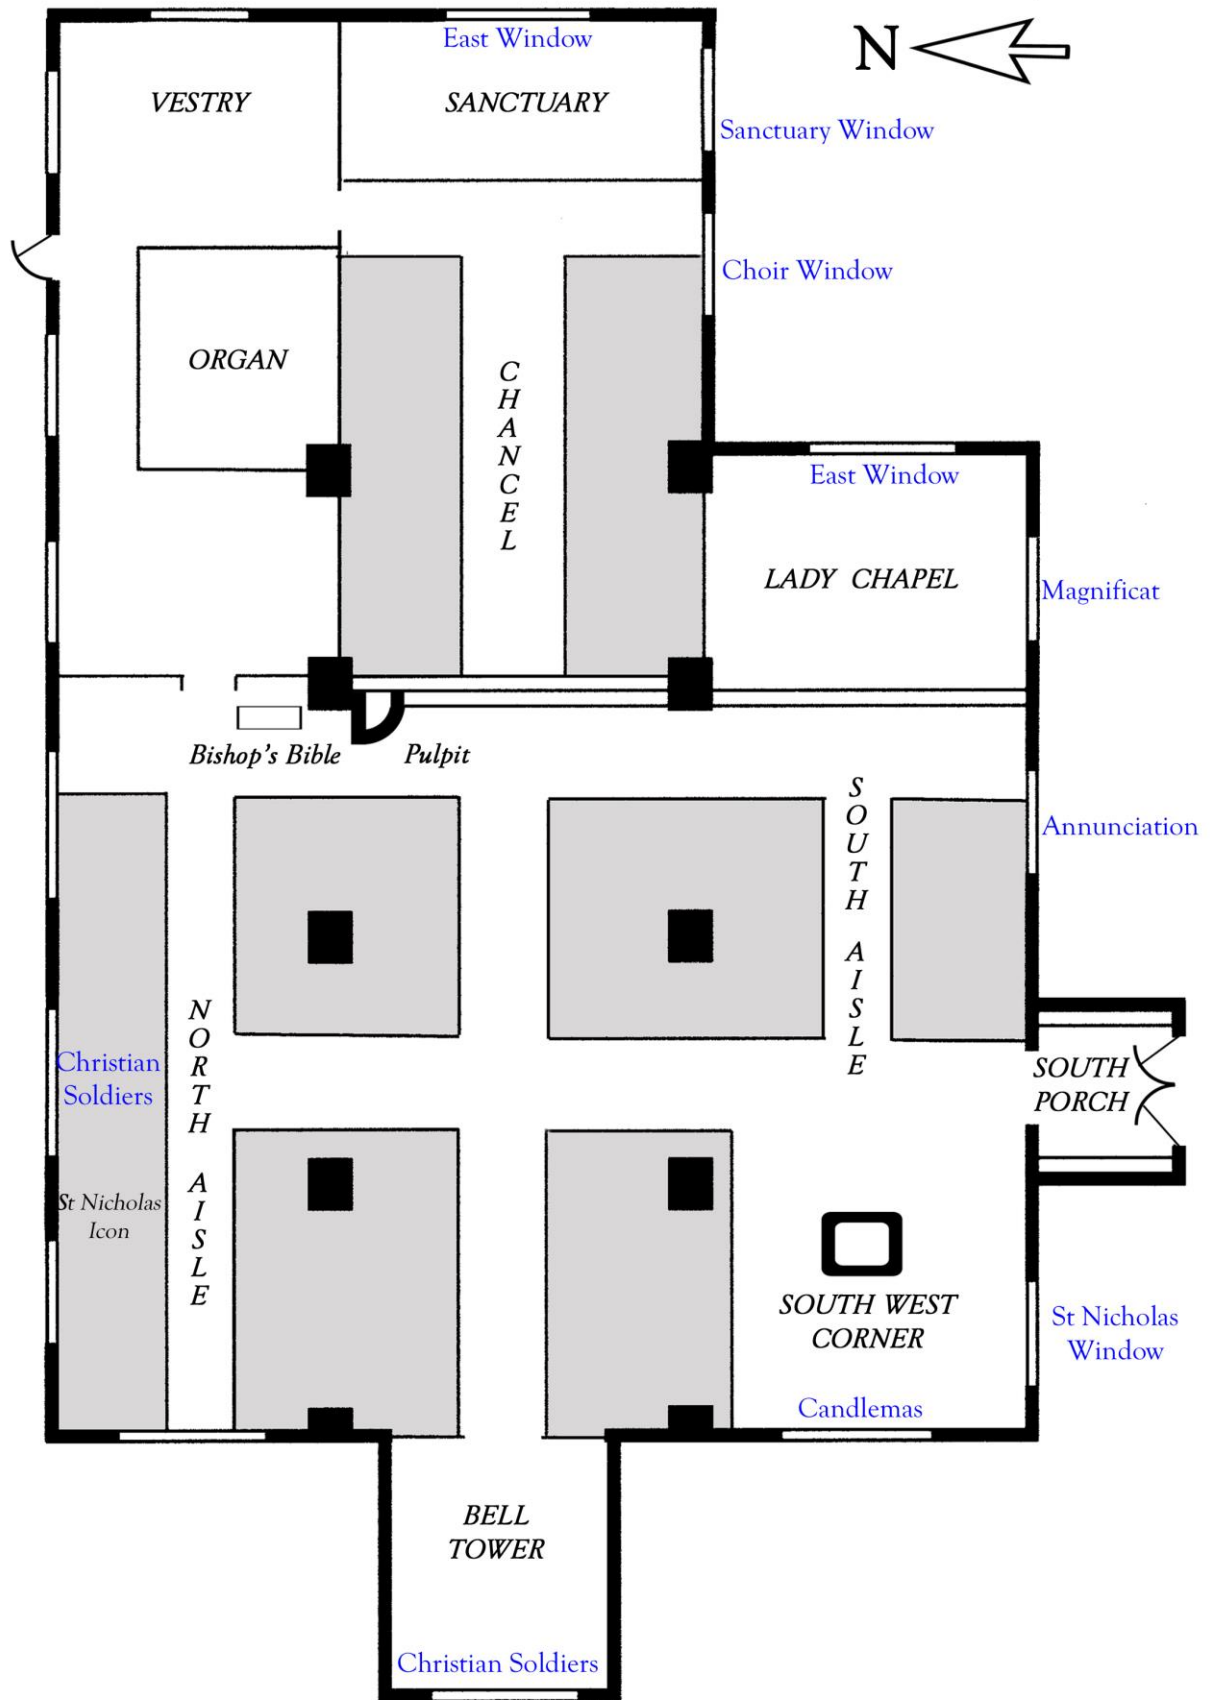 East Window
N
VESTRY
SANCTUARY
Sanctuary Window
Choir Window
ORGAN
CHANCEL
East Window
LADY CHAPEL
Magnificat
Bishop's Bible
Pulpit
SOUTH AISLE
Annunciation
NORTH AISLE
Christian
Soldiers
SOUTH
PORCH
St Nicholas
Icon
SOUTH WEST
CORNER
St Nicholas
Window
Candlemas
BELL
TOWER
Christian Soldiers